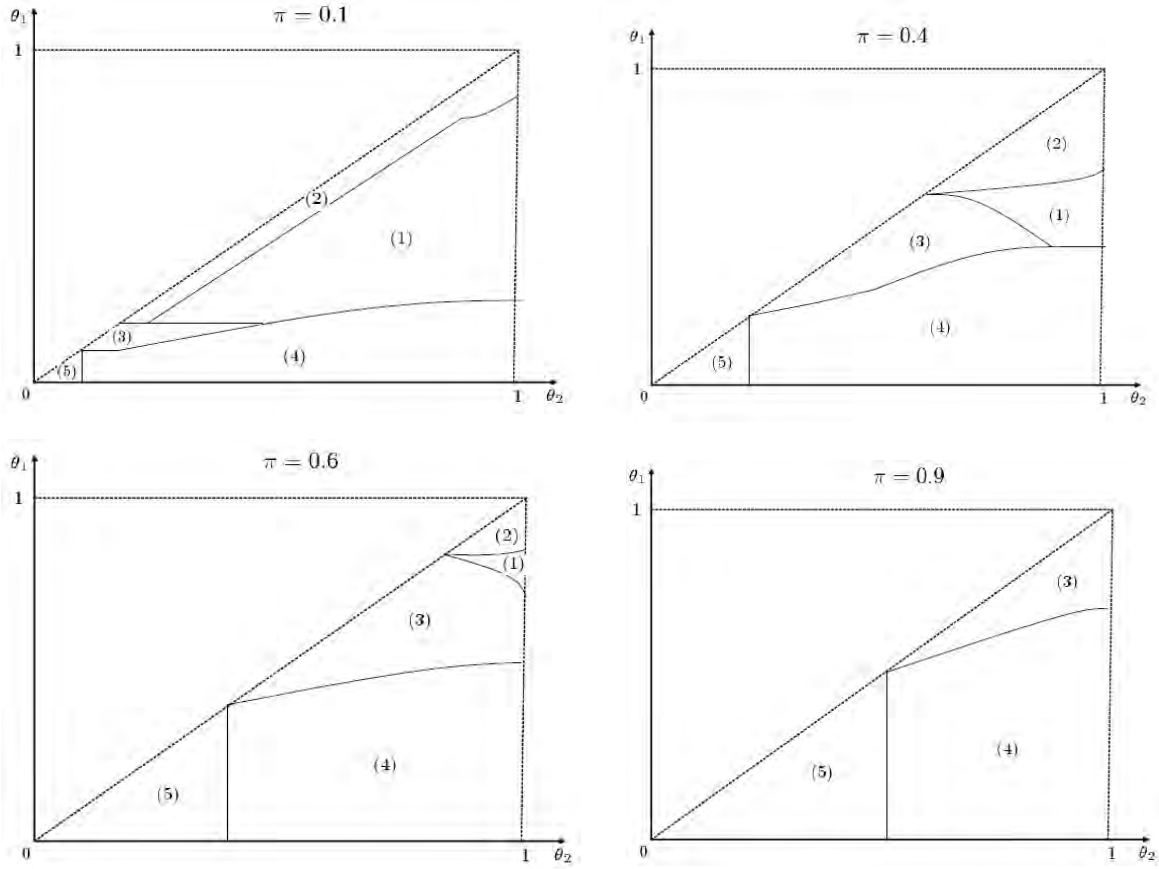 π = 0.1
θ₁
1
(2)
(1)
(3)
(4)
(5)
0
1
θ₂
π = 0.4
θ₁
1
(2)
(1)
(3)
(4)
(5)
0
1
θ₂
π = 0.6
θ₁
1
(2)
(1)
(3)
(4)
(5)
0
1
θ₂
π = 0.9
θ₁
1
(3)
(4)
(5)
0
1
θ₂